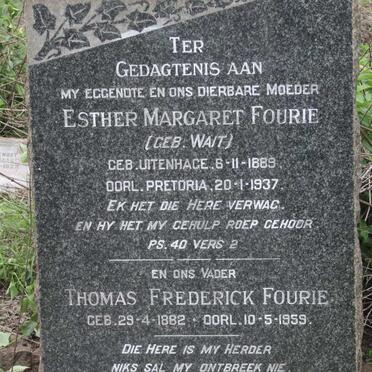 TER
GEDAGTENIS AAN
MY EGGENOTE EN ONS DIERBARE MOEDER
ESTHER MARGARET FOURIE
(GEB. WAIT)
GEB. UITENHAGE. 6-11-1889.
OORL. PRETORIA. 20-1-1937.
EK HET DIE HERE VERWAG.
EN HY HET MY GEHULP ROEP GEHOOR
PS. 40 VERS 2
EN ONS VADER
THOMAS FREDERICK FOURIE.
GEB. 29-4-1882 - OORL. 10-5-1959.
DIE HERE IS MY HERDER
NIKS SAL MY ONTBREEK NIE.